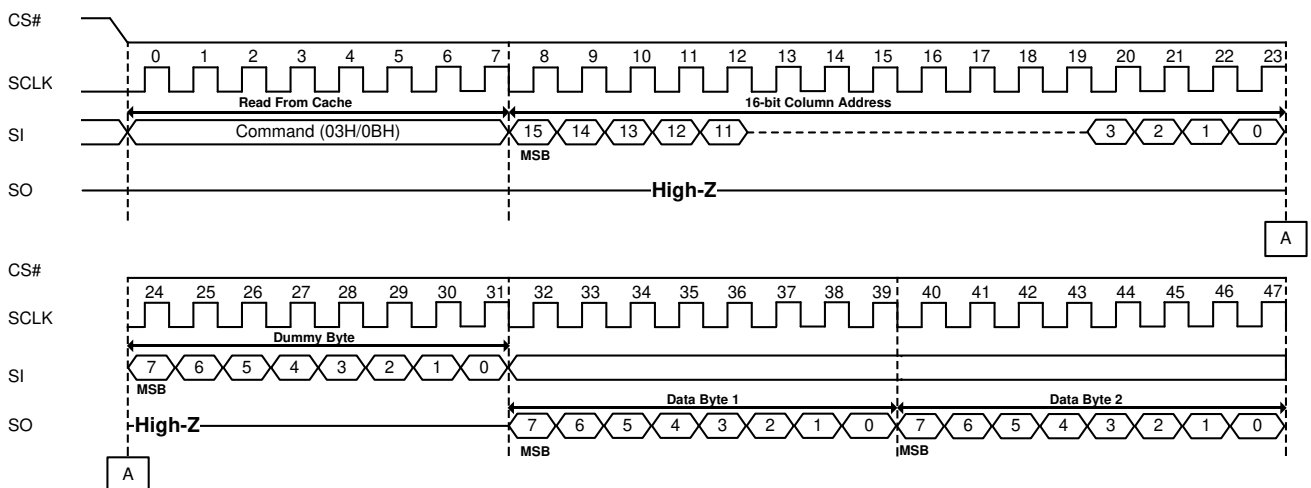 CS#
0 1 2 3 4 5 6 7 8 9 10 11 12 13 14 15 16 17 18 19 20 21 22 23
SCLK
Read From Cache 16-bit Column Address
SI Command (03H/0BH) 15 14 13 12 11 3 2 1 0
MSB
SO High-Z
A
CS#
24 25 26 27 28 29 30 31 32 33 34 35 36 37 38 39 40 41 42 43 44 45 46 47
SCLK
Dummy Byte
SI 7 6 5 4 3 2 1 0
MSB
Data Byte 1 Data Byte 2
SO High-Z 7 6 5 4 3 2 1 0 7 6 5 4 3 2 1 0
MSB MSB
A